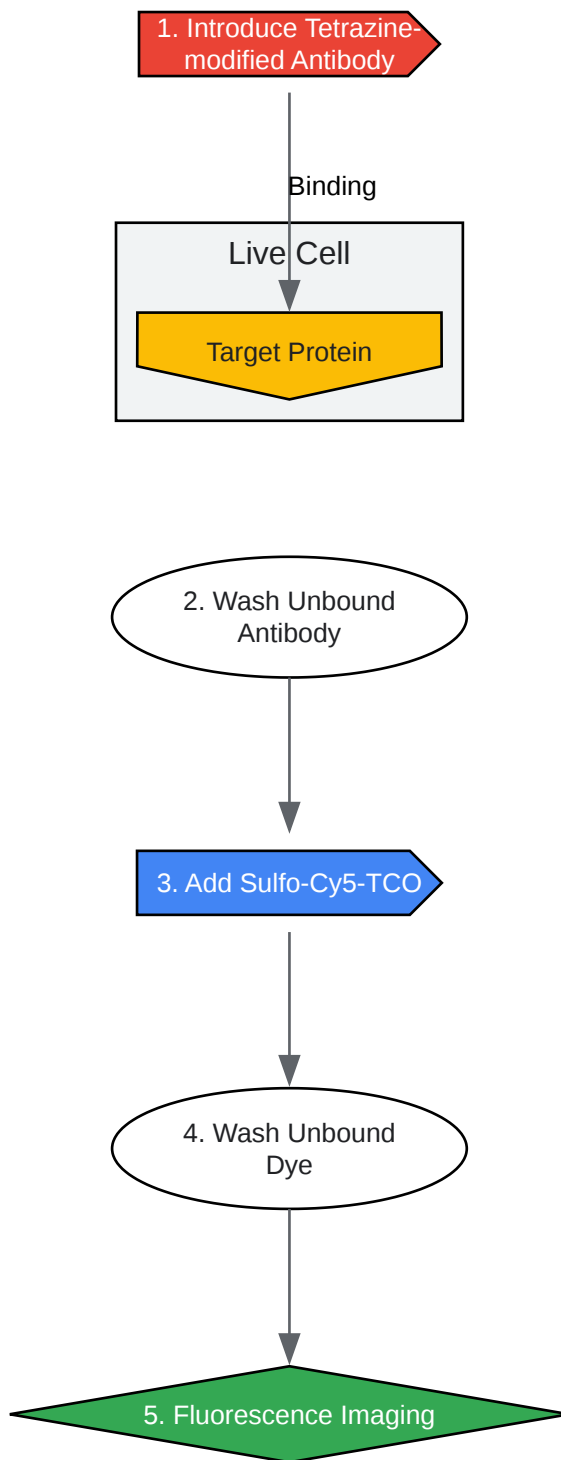 1. Introduce Tetrazine-
modified Antibody
Binding
Live Cell
Target Protein
2. Wash Unbound
Antibody
3. Add Sulfo-Cy5-TCO
4. Wash Unbound
Dye
5. Fluorescence Imaging